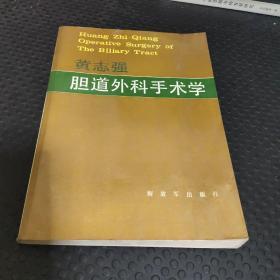 Huang Zhi-Qiang
Operative Surgery of
The Biliary Tract
黄志强
胆道外科手术学
解放军出版社